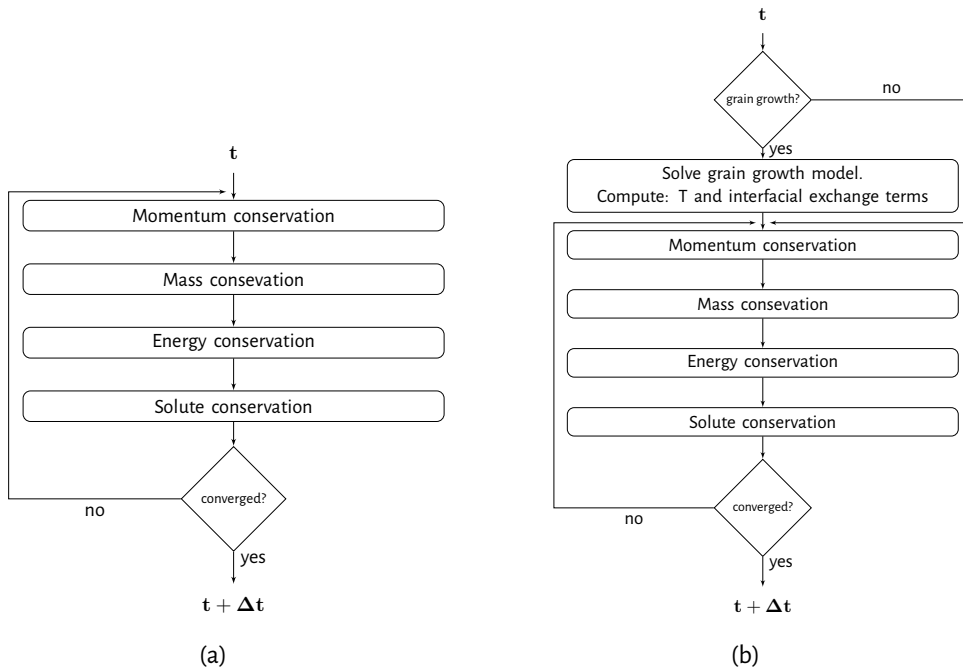 t
Momentum conservation
Mass consevation
Energy conservation
Solute conservation
converged?
no
yes
t + Δt
(a)
t
grain growth?
no
yes
Solve grain growth model.
Compute: T and interfacial exchange terms
Momentum conservation
Mass consevation
Energy conservation
Solute conservation
converged?
no
yes
t + Δt
(b)